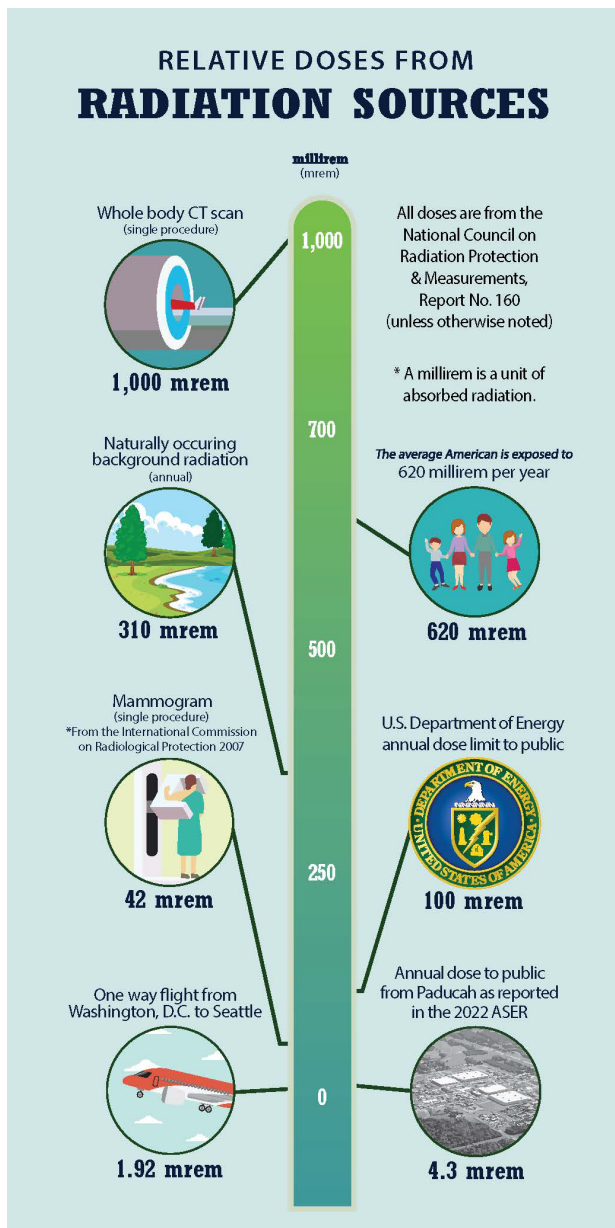 RELATIVE DOSES FROM
RADIATION SOURCES
millirem
(mrem)
Whole body CT scan
(single procedure)
1,000 mrem
1,000
All doses are from the
National Council on
Radiation Protection
& Measurements,
Report No. 160
(unless otherwise noted)
* A millirem is a unit of
absorbed radiation.
700
Naturally occuring
background radiation
(annual)
310 mrem
The average American is exposed to
620 millirem per year
620 mrem
500
Mammogram
(single procedure)
*From the International Commission
on Radiological Protection 2007
42 mrem
U.S. Department of Energy
annual dose limit to public
DEPARTMENT OF ENERGY
UNITED STATES OF AMERICA
100 mrem
250
One way flight from
Washington, D.C. to Seattle
1.92 mrem
Annual dose to public
from Paducah as reported
in the 2022 ASER
4.3 mrem
0